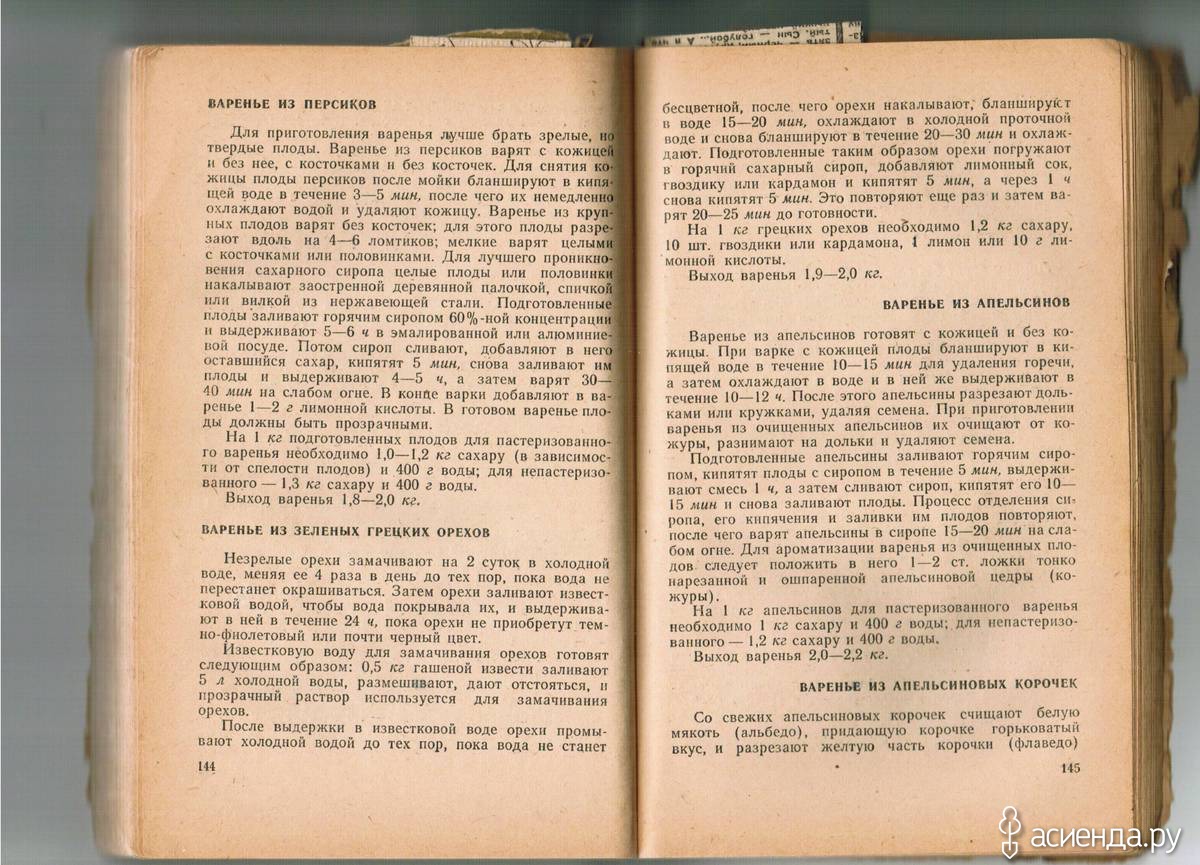 ВАРЕНЬЕ ИЗ ПЕРСИКОВ
Для приготовления варенья лучше брать зрелые, но
твердые плоды. Варенье из персиков варят с кожицей
и без нее, с косточками и без косточек. Для снятия ко-
жицы плоды персиков после мойки бланшируют в кипя-
щей воде в течение 3—5 мин, после чего их немедленно
охлаждают водой и удаляют кожицу. Варенье из круп-
ных плодов варят без косточек; для этого плоды разре-
зают вдоль на 4—6 ломтиков; мелкие варят целыми
с косточками или половинками. Для лучшего проникно-
вения сахарного сиропа целые плоды или половинки
накалывают заостренной деревянной палочкой, спичкой
или вилкой из нержавеющей стали. Подготовленные
плоды заливают горячим сиропом 60%-ной концентрации
и выдерживают 5—6 ч в эмалированной или алюминие-
вой посуде. Потом сироп сливают, добавляют в него
оставшийся сахар, кипятят 5 мин, снова заливают им
плоды и выдерживают 4—5 ч, а затем варят 30—
40 мин на слабом огне. В конце варки добавляют в ва-
ренье 1—2 г лимонной кислоты. В готовом варенье пло-
ды должны быть прозрачными.
На 1 кг подготовленных плодов для пастеризованно-
го варенья необходимо 1,0—1,2 кг сахару (в зависимос-
ти от спелости плодов) и 400 г воды; для непастеризо-
ванного — 1,3 кг сахару и 400 г воды.
Выход варенья 1,8—2,0 кг.
ВАРЕНЬЕ ИЗ ЗЕЛЕНЫХ ГРЕЦКИХ ОРЕХОВ
Незрелые орехи замачивают на 2 суток в холодной
воде, меняя ее 4 раза в день до тех пор, пока вода не
перестанет окрашиваться. Затем орехи заливают извест-
ковой водой, чтобы вода покрывала их, и выдержива-
ют в ней в течение 24 ч, пока орехи не приобретут тем-
но-фиолетовый или почти черный цвет.
Известковую воду для замачивания орехов готовят
следующим образом: 0,5 кг гашеной извести заливают
5 л холодной воды, размешивают, дают отстояться, и
прозрачный раствор используется для замачивания
орехов.
После выдержки в известковой воде орехи промы-
вают холодной водой до тех пор, пока вода не станет
144
бесцветной, после чего орехи накалывают, бланшируют
в воде 15—20 мин, охлаждают в холодной проточной
воде и снова бланшируют в течение 20—30 мин и охлаж-
дают. Подготовленные таким образом орехи погружают
в горячий сахарный сироп, добавляют лимонный сок,
гвоздику или кардамон и кипятят 5 мин, а через 1 ч
снова кипятят 5 мин. Это повторяют еще раз и затем ва-
рят 20—25 мин до готовности.
На 1 кг грецких орехов необходимо 1,2 кг сахару,
10 шт. гвоздики или кардамона, 1 лимон или 10 г ли-
монной кислоты.
Выход варенья 1,9—2,0 кг.
ВАРЕНЬЕ ИЗ АПЕЛЬСИНОВ
Варенье из апельсинов готовят с кожицей и без ко-
жицы. При варке с кожицей плоды бланшируют в ки-
пящей воде в течение 10—15 мин для удаления горечи,
а затем охлаждают в воде и в ней же выдерживают в
течение 10—12 ч. После этого апельсины разрезают доль-
ками или кружками, удаляя семена. При приготовлении
варенья из очищенных апельсинов их очищают от ко-
журы, разнимают на дольки и удаляют семена.
Подготовленные апельсины заливают горячим сиро-
пом, кипятят плоды с сиропом в течение 5 мин, выдержи-
вают смесь 1 ч, а затем сливают сироп, кипятят его 10—
15 мин и снова заливают плоды. Процесс отделения си-
ропа, его кипячения и заливки им плодов повторяют,
после чего варят апельсины в сиропе 15—20 мин на сла-
бом огне. Для ароматизации варенья из очищенных пло-
дов следует положить в него 1—2 ст. ложки тонко
нарезанной и ошпаренной апельсиновой цедры (ко-
журы).
На 1 кг апельсинов для пастеризованного варенья
необходимо 1 кг сахару и 400 г воды; для непастеризо-
ванного — 1,2 кг сахару и 400 г воды.
Выход варенья 2,0—2,2 кг.
ВАРЕНЬЕ ИЗ АПЕЛЬСИНОВЫХ КОРОЧЕК
Со свежих апельсиновых корочек счищают белую
мякоть (альбедо), придающую корочке горьковатый
вкус, и разрезают желтую часть корочки (флаведо)
145
асиенда.ру